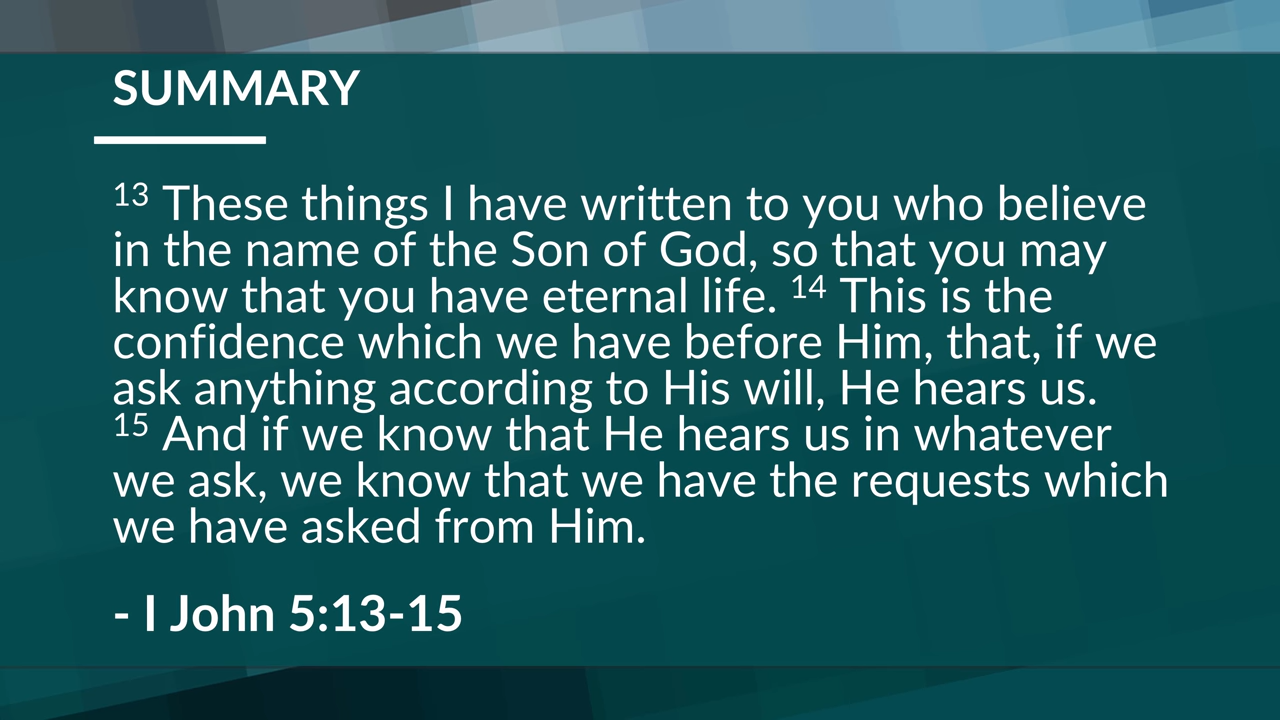 SUMMARY
13 These things I have written to you who believe
in the name of the Son of God, so that you may
know that you have eternal life. 14 This is the
confidence which we have before Him, that, if we
ask anything according to His will, He hears us.
15 And if we know that He hears us in whatever
we ask, we know that we have the requests which
we have asked from Him.
- I John 5:13-15